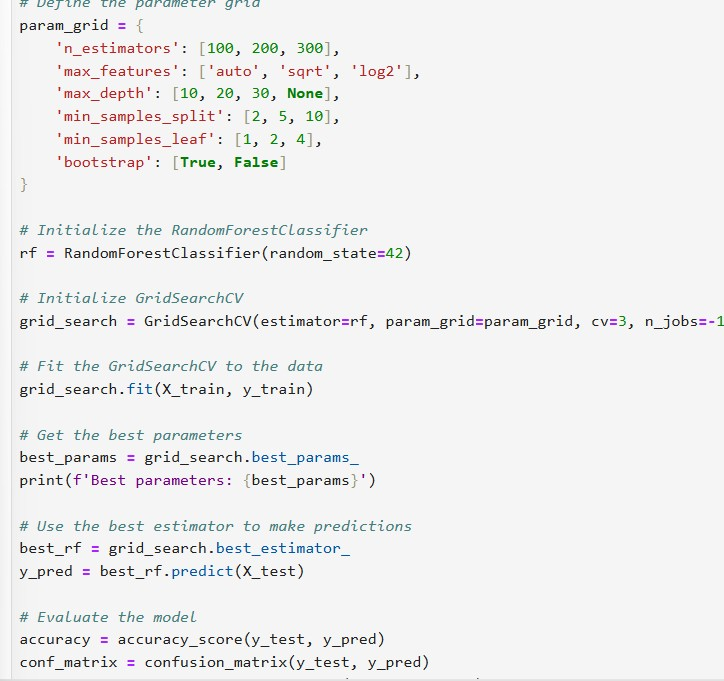 # Define the parameter grid
param_grid = {
    'n_estimators': [100, 200, 300],
    'max_features': ['auto', 'sqrt', 'log2'],
    'max_depth': [10, 20, 30, None],
    'min_samples_split': [2, 5, 10],
    'min_samples_leaf': [1, 2, 4],
    'bootstrap': [True, False]
}
# Initialize the RandomForestClassifier
rf = RandomForestClassifier(random_state=42)
# Initialize GridSearchCV
grid_search = GridSearchCV(estimator=rf, param_grid=param_grid, cv=3, n_jobs=-1
# Fit the GridSearchCV to the data
grid_search.fit(X_train, y_train)
# Get the best parameters
best_params = grid_search.best_params_
print(f'Best parameters: {best_params}')
# Use the best estimator to make predictions
best_rf = grid_search.best_estimator_
y_pred = best_rf.predict(X_test)
# Evaluate the model
accuracy = accuracy_score(y_test, y_pred)
conf_matrix = confusion_matrix(y_test, y_pred)